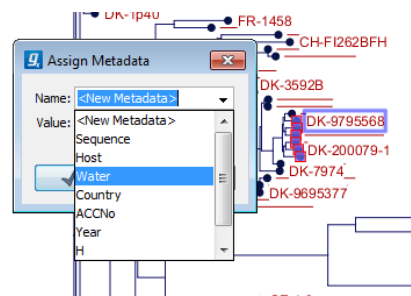 DK-1p40
FR-1458
CH-FI262BFH
Assign Metadata
DK-3592B
Name: <New Metadata>
Value: <New Metadata>
Sequence
Host
Water
Country
ACCNo
Year
H
DK-9795568
DK-200079-1
DK-7974
DK-9695377